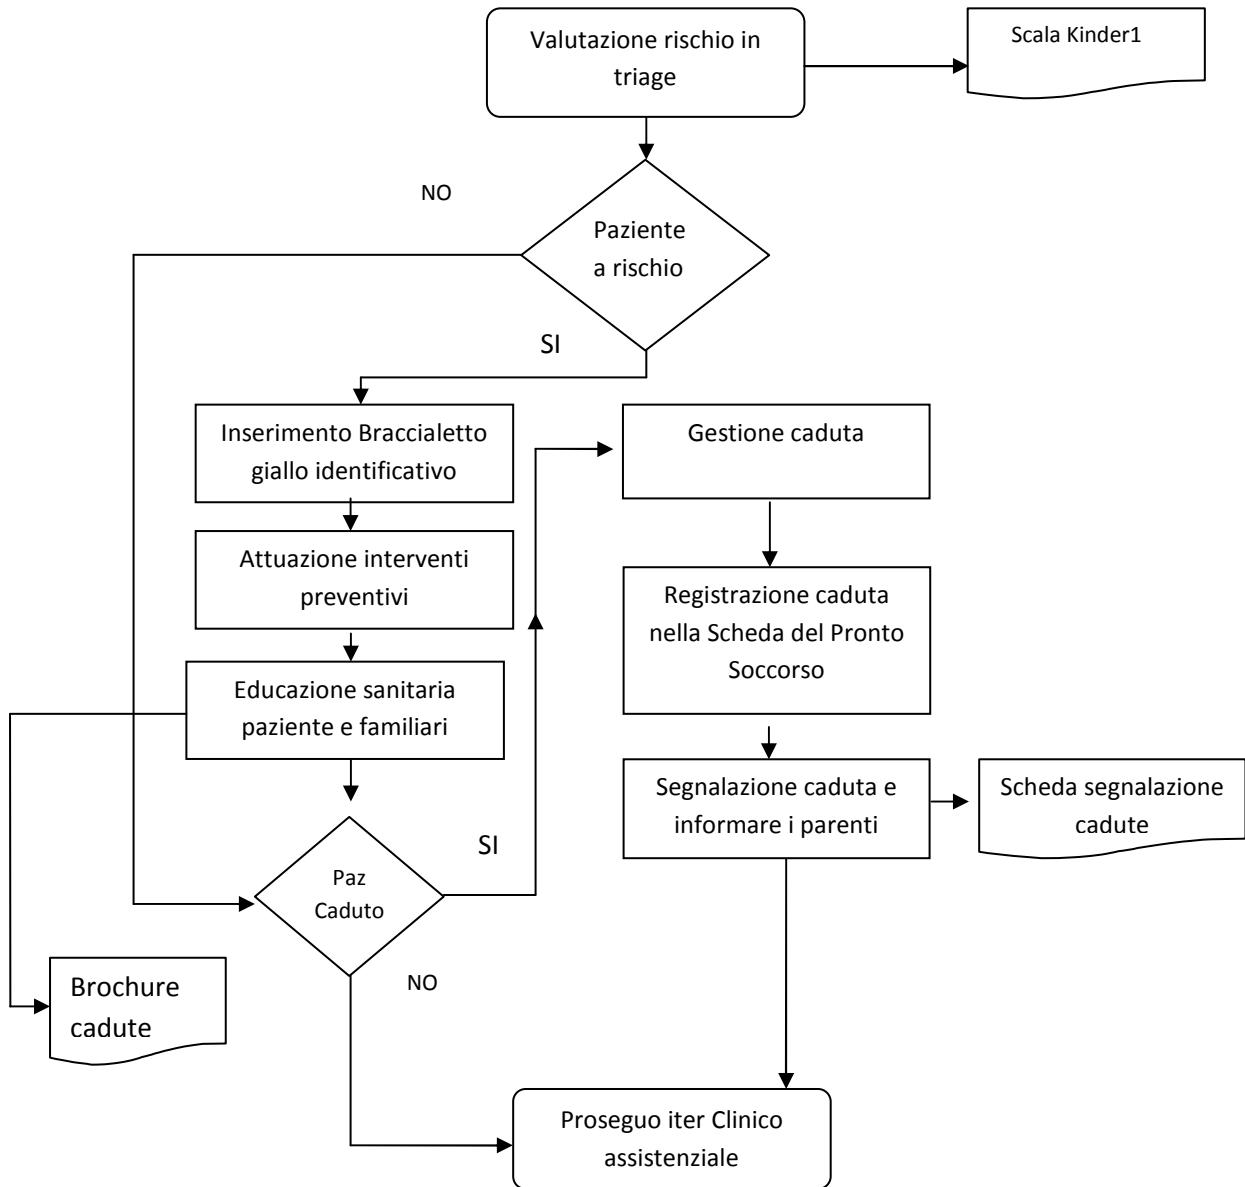 Valutazione rischio in
triage
Scala Kinder1
NO
Paziente
a rischio
SI
Inserimento Braccialetto
giallo identificativo
Gestione caduta
Attuazione interventi
preventivi
Registrazione caduta
nella Scheda del Pronto
Soccorso
Educazione sanitaria
paziente e familiari
Segnalazione caduta e
informare i parenti
Scheda segnalazione
cadute
SI
Paz
Caduto
NO
Brochure
cadute
Proseguo iter Clinico
assistenziale